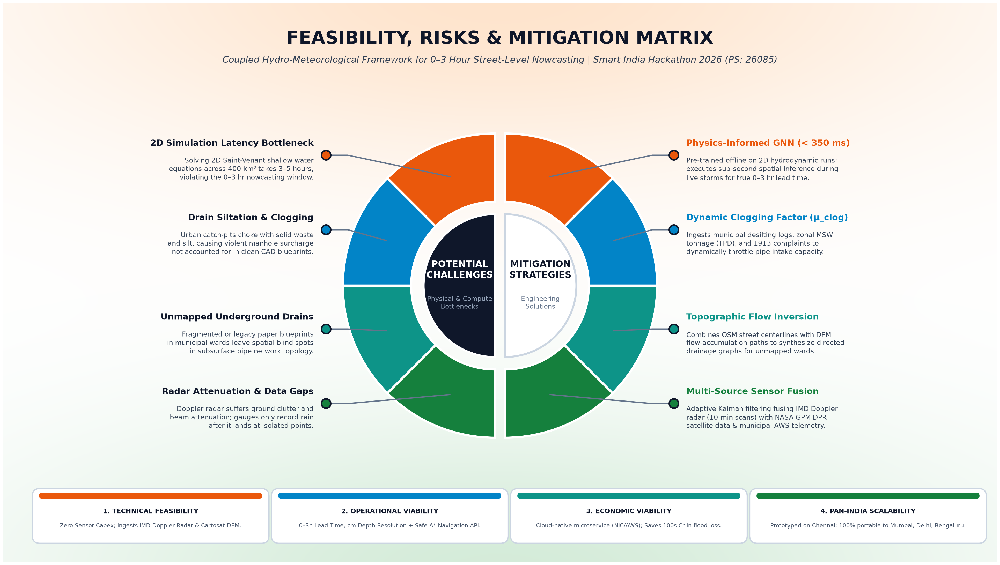 FEASIBILITY, RISKS & MITIGATION MATRIX
Coupled Hydro-Meteorological Framework for 0–3 Hour Street-Level Nowcasting | Smart India Hackathon 2026 (PS: 26085)
2D Simulation Latency Bottleneck
Solving 2D Saint-Venant shallow water
equations across 400 km² takes 3–5 hours,
violating the 0–3 hr nowcasting window.
Drain Siltation & Clogging
Urban catch-pits choke with solid waste
and silt, causing violent manhole surcharge
not accounted for in clean CAD blueprints.
Unmapped Underground Drains
Fragmented or legacy paper blueprints
in municipal wards leave spatial blind spots
in subsurface pipe network topology.
Radar Attenuation & Data Gaps
Doppler radar suffers ground clutter and
beam attenuation; gauges only record rain
after it lands at isolated points.
POTENTIAL
CHALLENGES
Physical & Compute
Bottlenecks
MITIGATION
STRATEGIES
Engineering
Solutions
Physics-Informed GNN (< 350 ms)
Pre-trained offline on 2D hydrodynamic runs;
executes sub-second spatial inference during
live storms for true 0–3 hr lead time.
Dynamic Clogging Factor (μ_clog)
Ingests municipal desilting logs, zonal MSW
tonnage (TPD), and 1913 complaints to
dynamically throttle pipe intake capacity.
Topographic Flow Inversion
Combines OSM street centerlines with DEM
flow-accumulation paths to synthesize directed
drainage graphs for unmapped wards.
Multi-Source Sensor Fusion
Adaptive Kalman filtering fusing IMD Doppler
radar (10-min scans) with NASA GPM DPR
satellite data & municipal AWS telemetry.
1. TECHNICAL FEASIBILITY
Zero Sensor Capex; Ingests IMD Doppler Radar & Cartosat DEM.
2. OPERATIONAL VIABILITY
0–3h Lead Time, cm Depth Resolution + Safe A* Navigation API.
3. ECONOMIC VIABILITY
Cloud-native microservice (NIC/AWS); Saves 100s Cr in flood loss.
4. PAN-INDIA SCALABILITY
Prototyped on Chennai; 100% portable to Mumbai, Delhi, Bengaluru.